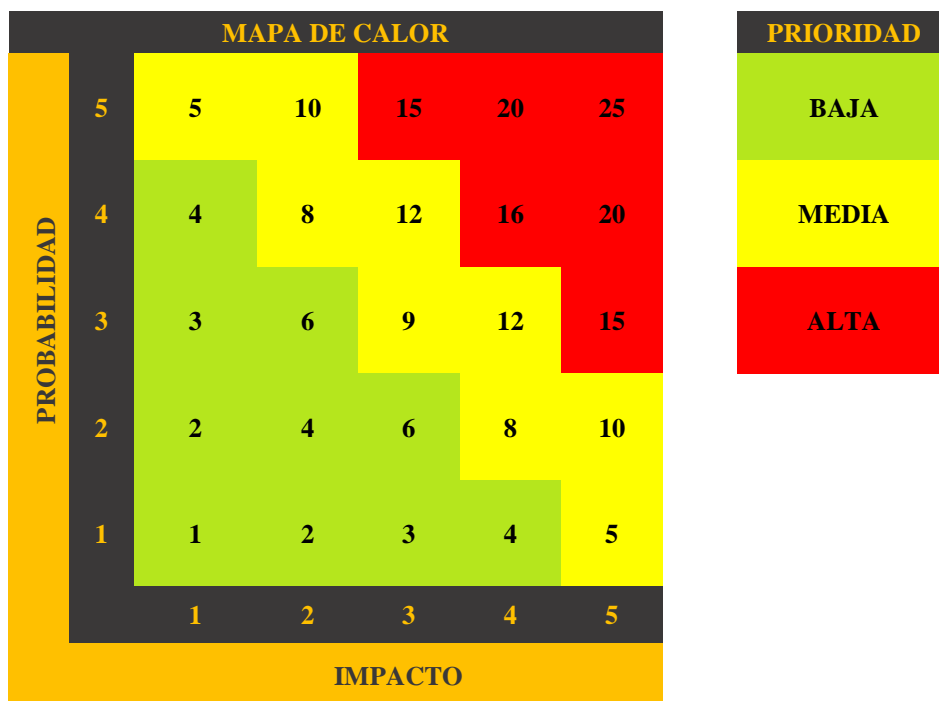 MAPA DE CALOR
PRIORIDAD
5 5 10 15 20 25
BAJA
4 4 8 12 16 20
MEDIA
PROBABILIDAD
3 3 6 9 12 15
ALTA
2 2 4 6 8 10
1 1 2 3 4 5
1 2 3 4 5
IMPACTO